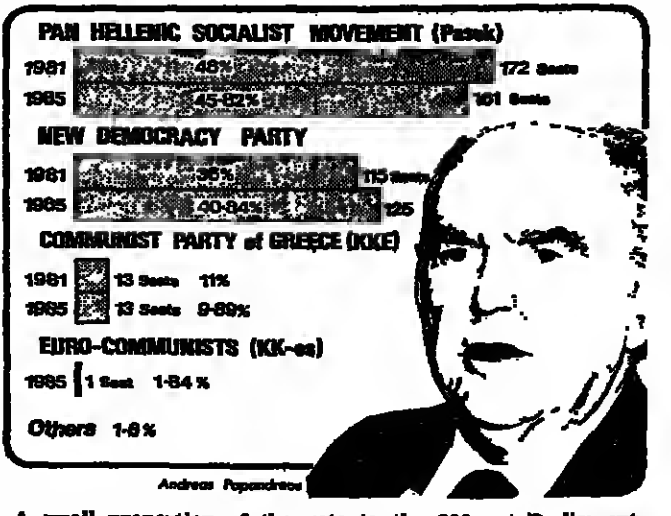 PAN HELLENIC SOCIALIST MOVEMENT (Pasok)
1981 48% 172 Seats
1985 45·82% 161 Seats
NEW DEMOCRACY PARTY
1981 36% 115 Seats
1985 40·84% 125
COMMUNIST PARTY of GREECE (KKE)
1981 13 Seats 11%
1985 13 Seats 9·89%
EURO-COMMUNISTS (KK-es)
1985 1 Seat 1·84%
Others 1·6%
Andreas Papandreou